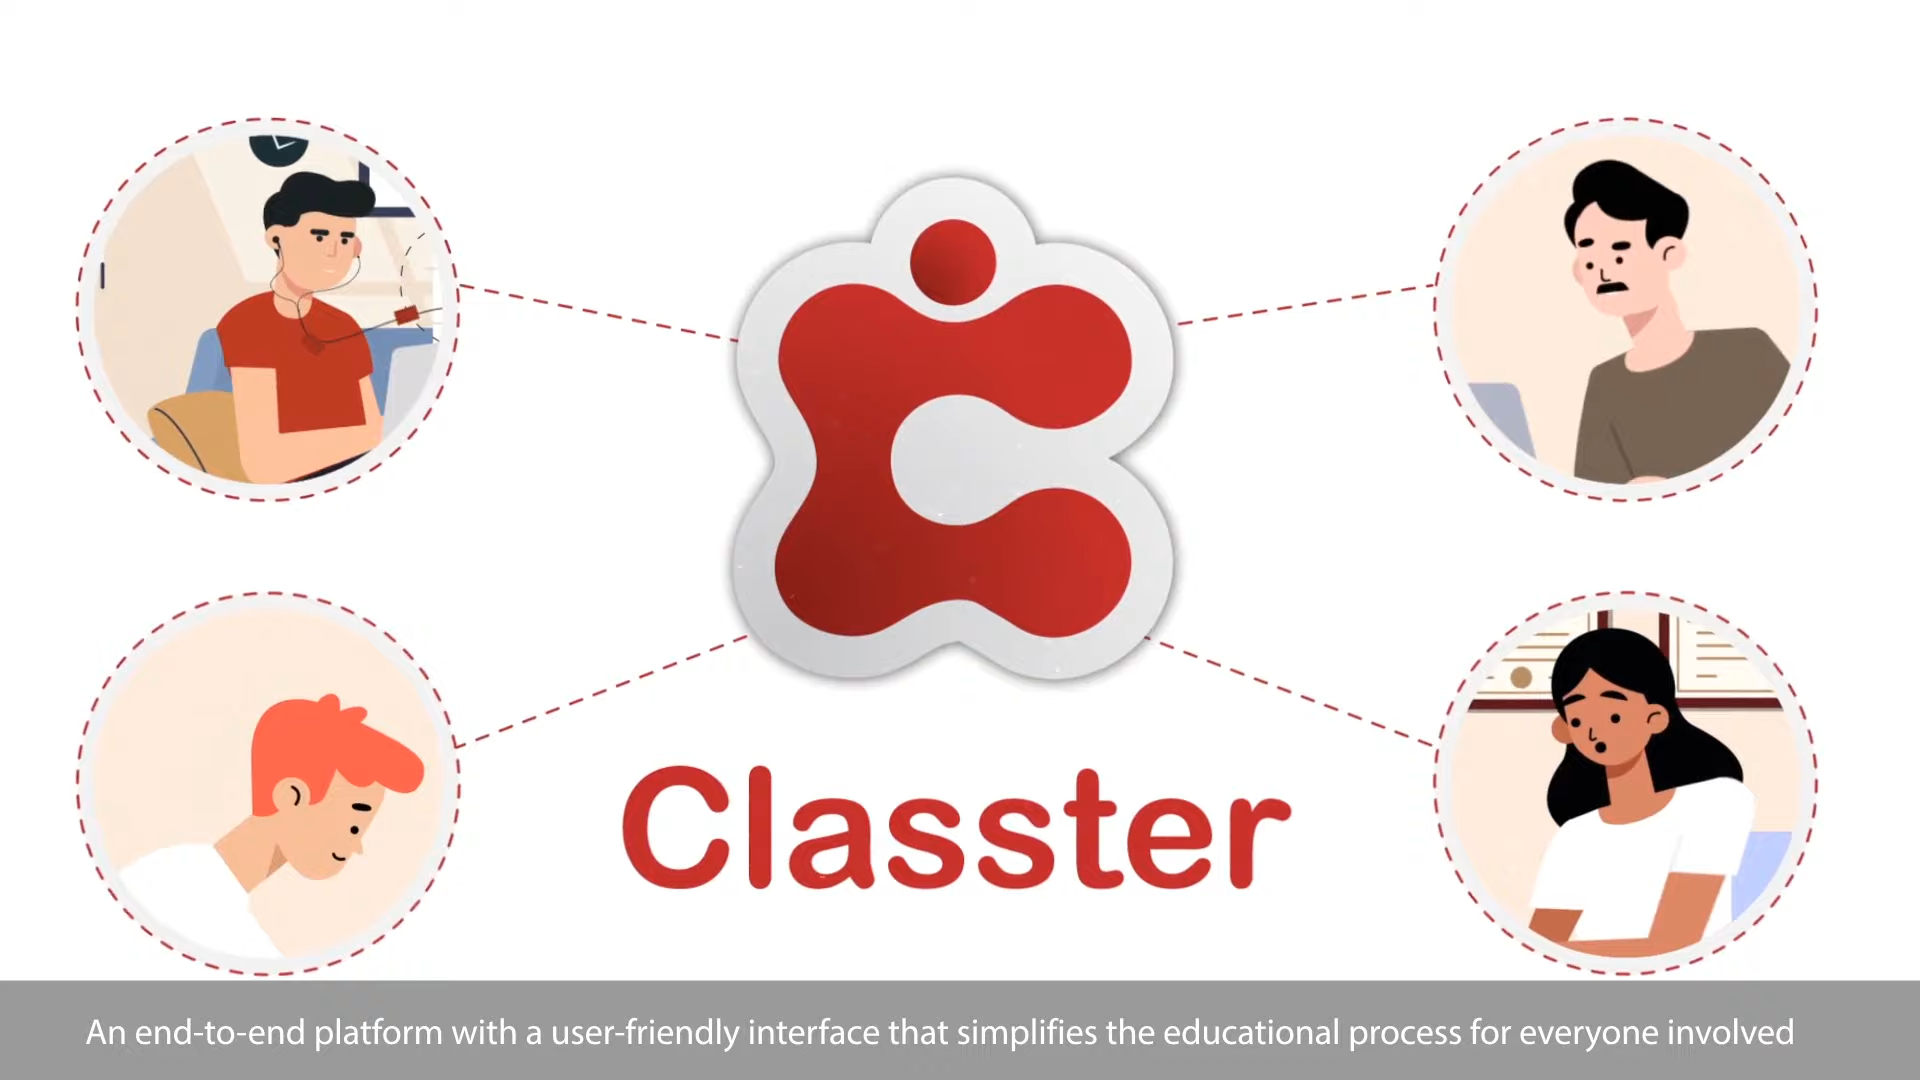 Classter
An end-to-end platform with a user-friendly interface that simplifies the educational process for everyone involved